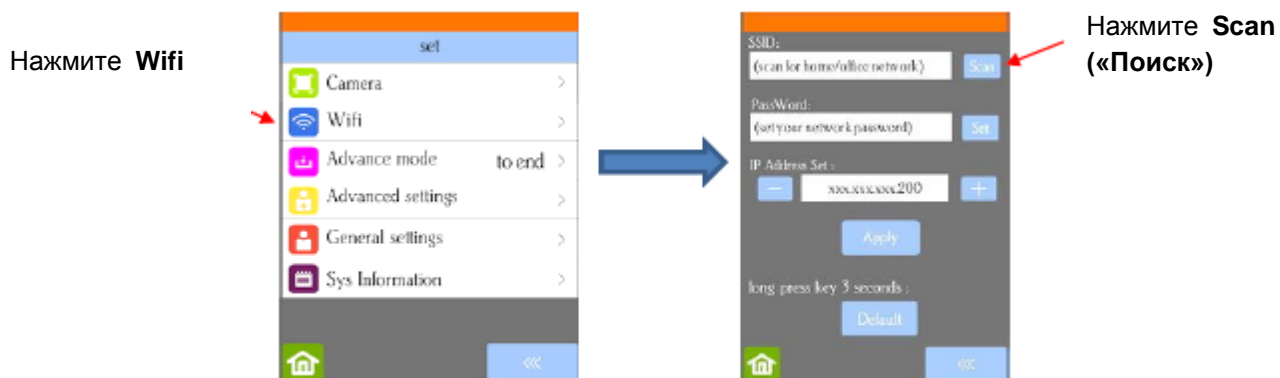 Нажмите Wifi
set
Camera
Wifi
Advance mode to end
Advanced settings
General settings
Sys Information
SSID:
(scan for home/office network) Scan
PassWord:
(set your network password) Set
IP Address Set :
xxx.xxx.xxx.200
Apply
long press key 3 seconds :
Default
Нажмите Scan
(«Поиск»)